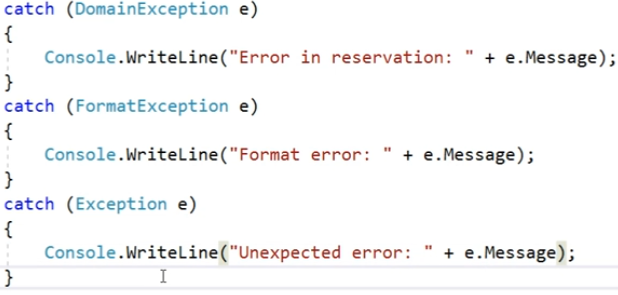 catch (DomainException e)
{
    Console.WriteLine("Error in reservation: " + e.Message);
}
catch (FormatException e)
{
    Console.WriteLine("Format error: " + e.Message);
}
catch (Exception e)
{
    Console.WriteLine("Unexpected error: " + e.Message);
}